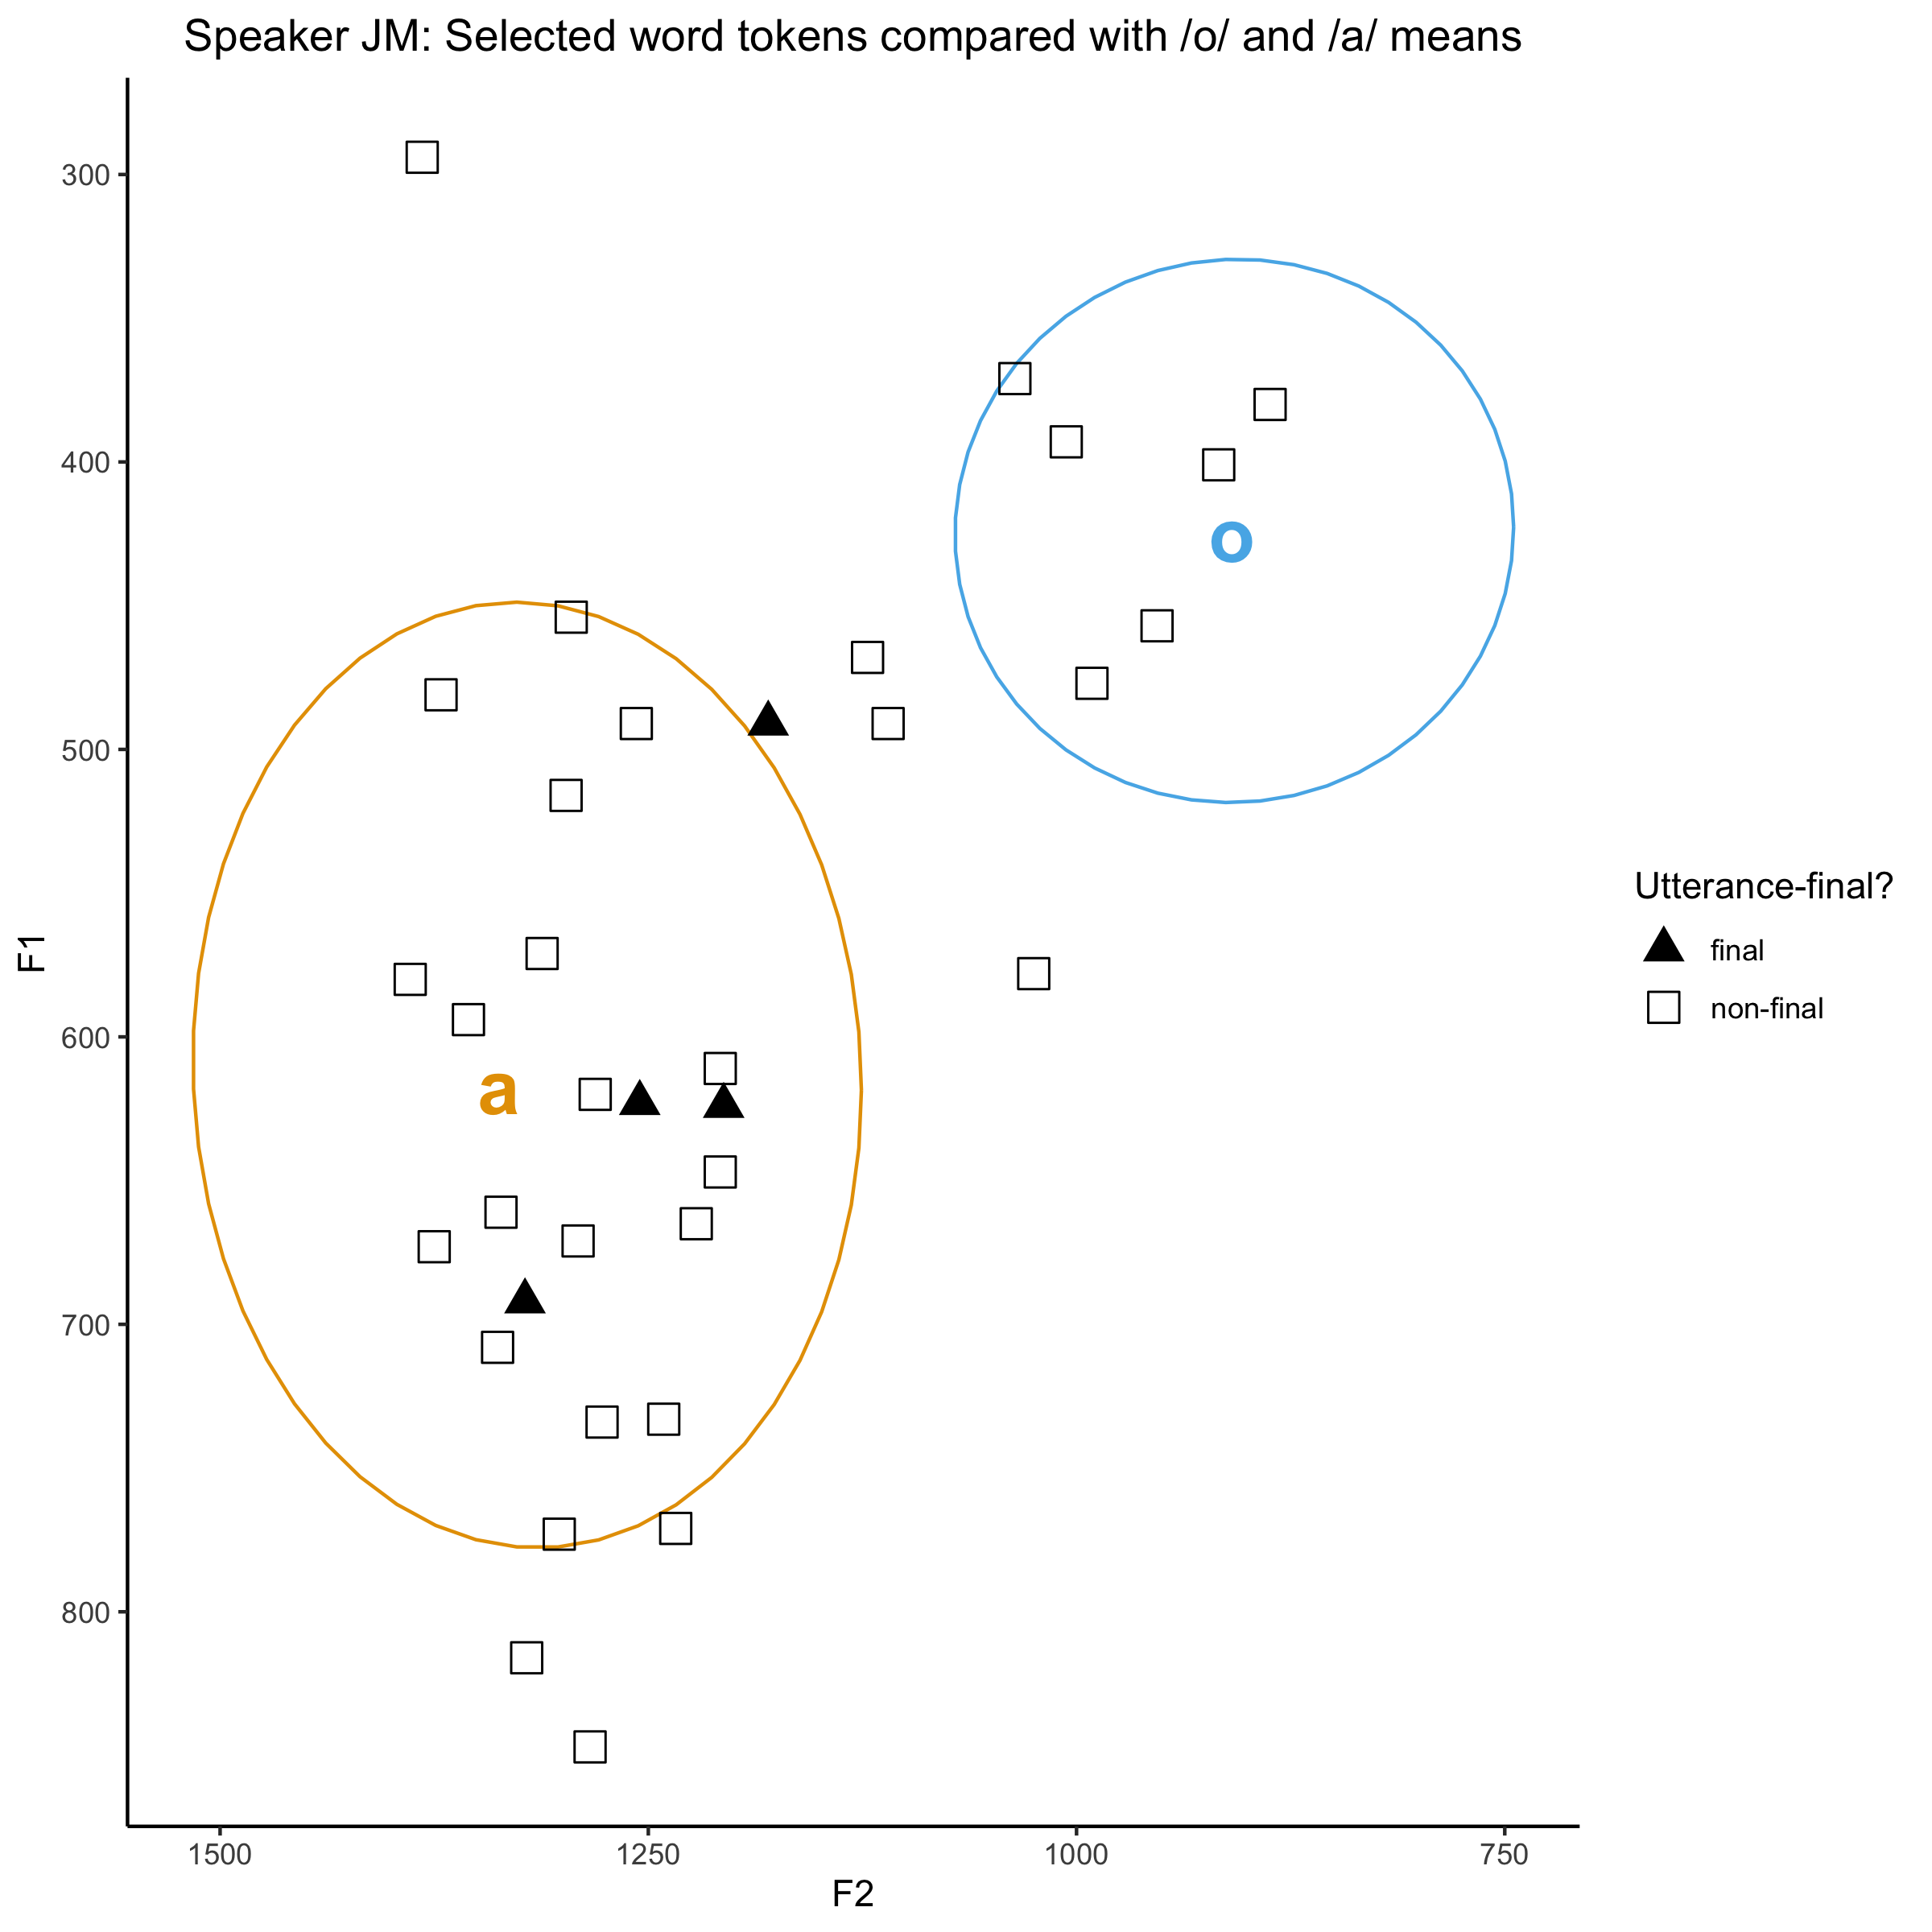 Speaker JM: Selected word tokens compared with /o/ and /a/ means
300
400
500
600
700
800
F1
o
a
Utterance-final?
final
non-final
1500
1250
1000
750
F2